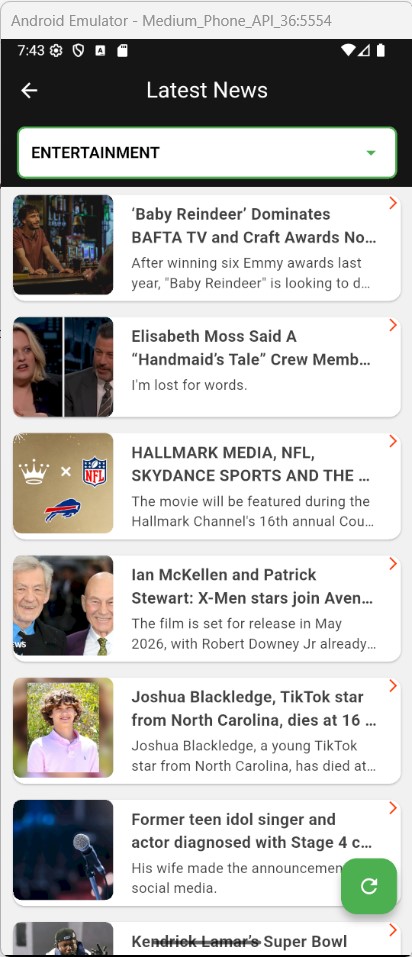 Android Emulator - Medium_Phone_API_36:5554
7:43
A
Latest News
ENTERTAINMENT
‘Baby Reindeer’ Dominates
BAFTA TV and Craft Awards No...
After winning six Emmy awards last
year, "Baby Reindeer" is looking to d...
Elisabeth Moss Said A
“Handmaid’s Tale” Crew Memb...
I'm lost for words.
NFL
HALLMARK MEDIA, NFL,
SKYDANCE SPORTS AND THE ...
The movie will be featured during the
Hallmark Channel's 16th annual Cou...
WS
Ian McKellen and Patrick
Stewart: X-Men stars join Aven...
The film is set for release in May
2026, with Robert Downey Jr already...
Joshua Blackledge, TikTok star
from North Carolina, dies at 16 ...
Joshua Blackledge, a young TikTok
star from North Carolina, has died at...
Former teen idol singer and
actor diagnosed with Stage 4 c...
His wife made the announcemen
social media.
Kendrick Lamar’s Super Bowl